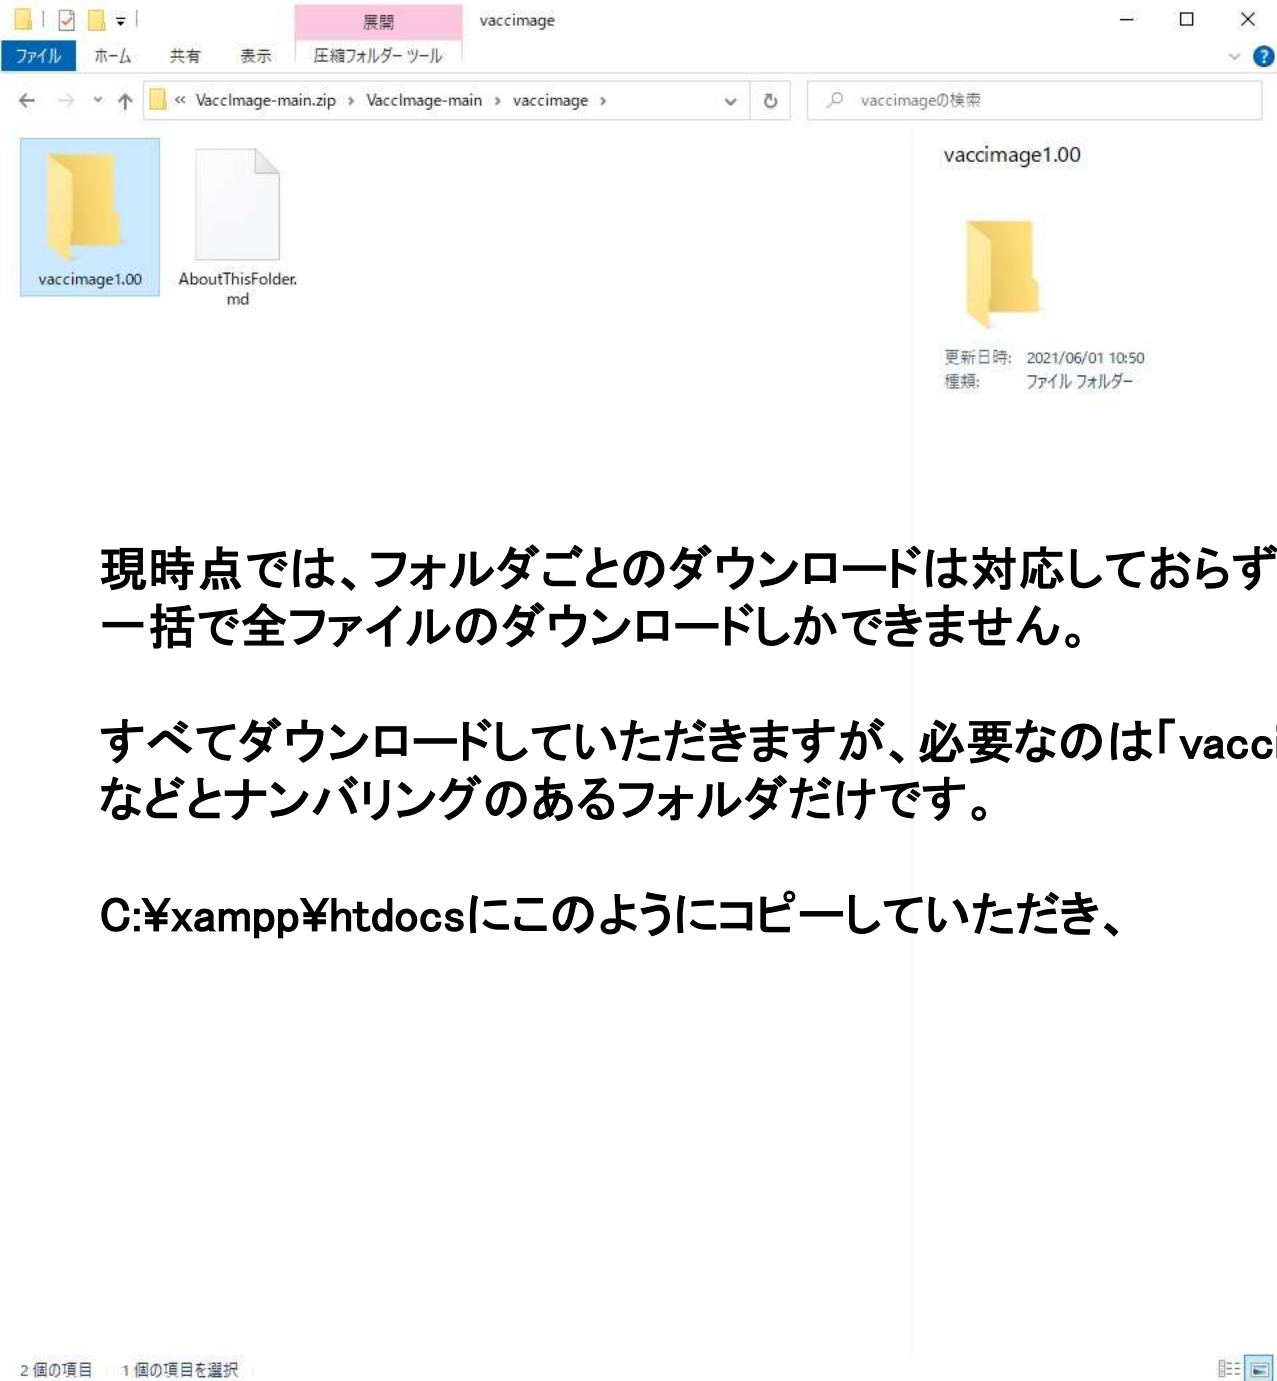 展開
vaccimage
ファイル ホーム 共有 表示 圧縮フォルダー ツール
« VaccImage-main.zip › VaccImage-main › vaccimage ›
vaccimageの検索
vaccimage1.00
AboutThisFolder.
md
vaccimage1.00
更新日時: 2021/06/01 10:50
種類: ファイル フォルダー
現時点では、フォルダごとのダウンロードは対応しておらず
一括で全ファイルのダウンロードしかできません。
すべてダウンロードしていただきますが、必要なのは「vacci
などとナンバリングのあるフォルダだけです。
C:¥xampp¥htdocsにこのようにコピーしていただき、
2 個の項目 1 個の項目を選択